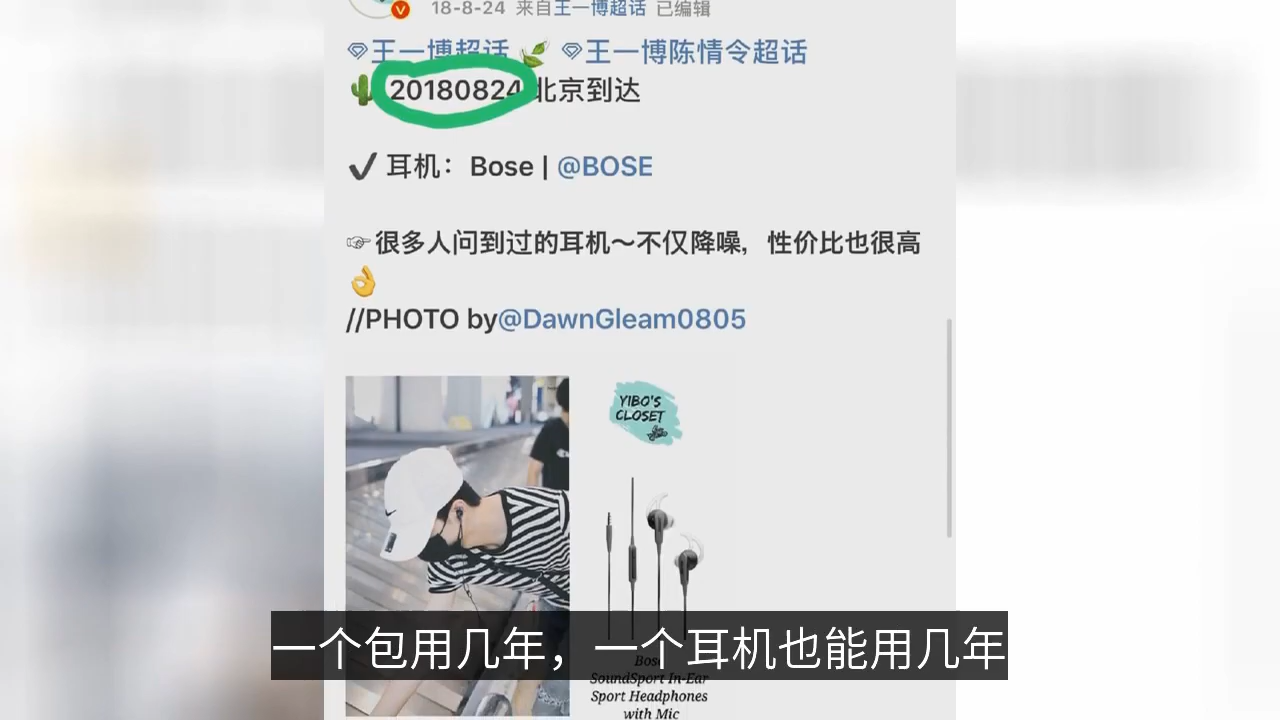 18-8-24 来自王一博超话 已编辑
王一博超话 王一博陈情令超话
20180824 北京到达
耳机：Bose | @BOSE
很多人问到过的耳机～不仅降噪，性价比也很高
//PHOTO by@DawnGleam0805
YIBO'S
CLOSET
一个包用几年，一个耳机也能用几年
Bose
SoundSport In-Ear
Sport Headphones
with Mic